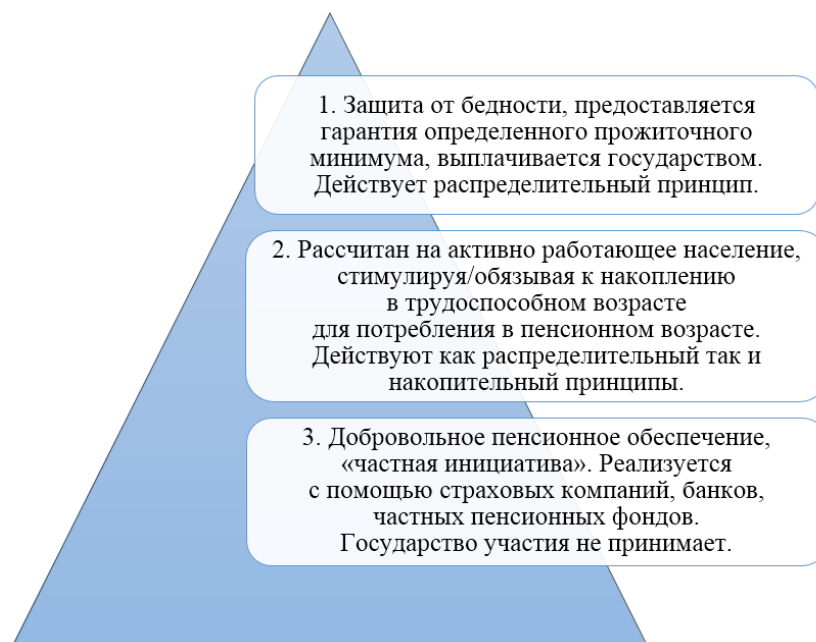 1. Защита от бедности, предоставляется
гарантия определенного прожиточного
минимума, выплачивается государством.
Действует распределительный принцип.
2. Рассчитан на активно работающее население,
стимулируя/обязывая к накоплению
в трудоспособном возрасте
для потребления в пенсионном возрасте.
Действуют как распределительный так и
накопительный принципы.
3. Добровольное пенсионное обеспечение,
«частная инициатива». Реализуется
с помощью страховых компаний, банков,
частных пенсионных фондов.
Государство участия не принимает.